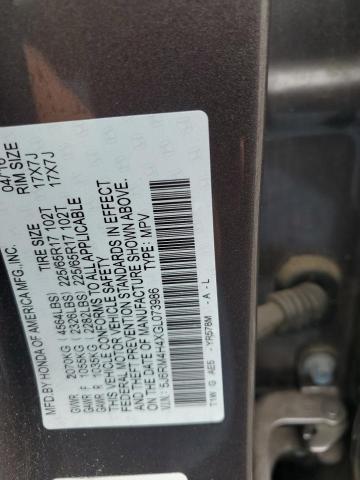 MFD.BY HONDA OF AMERICA MFG.,INC. 04/16
TIRE SIZE RIM SIZE
GVWR 2070KG (4564LBS) 225/65R17 102T 17X7J
GAWR F 1055KG (2326LBS) 225/65R17 102T 17X7J
GAWR R 1035KG (2282LBS)
THIS VEHICLE CONFORMS TO ALL APPLICABLE
FEDERAL MOTOR VEHICLE SAFETY
AND THEFT PREVENTION STANDARDS IN EFFECT
ON THE DATE OF MANUFACTURE SHOWN ABOVE.
VIN: 5J6RM4H4XGL073986 TYPE: MPV
T1W G AE5 YR578M - A - L